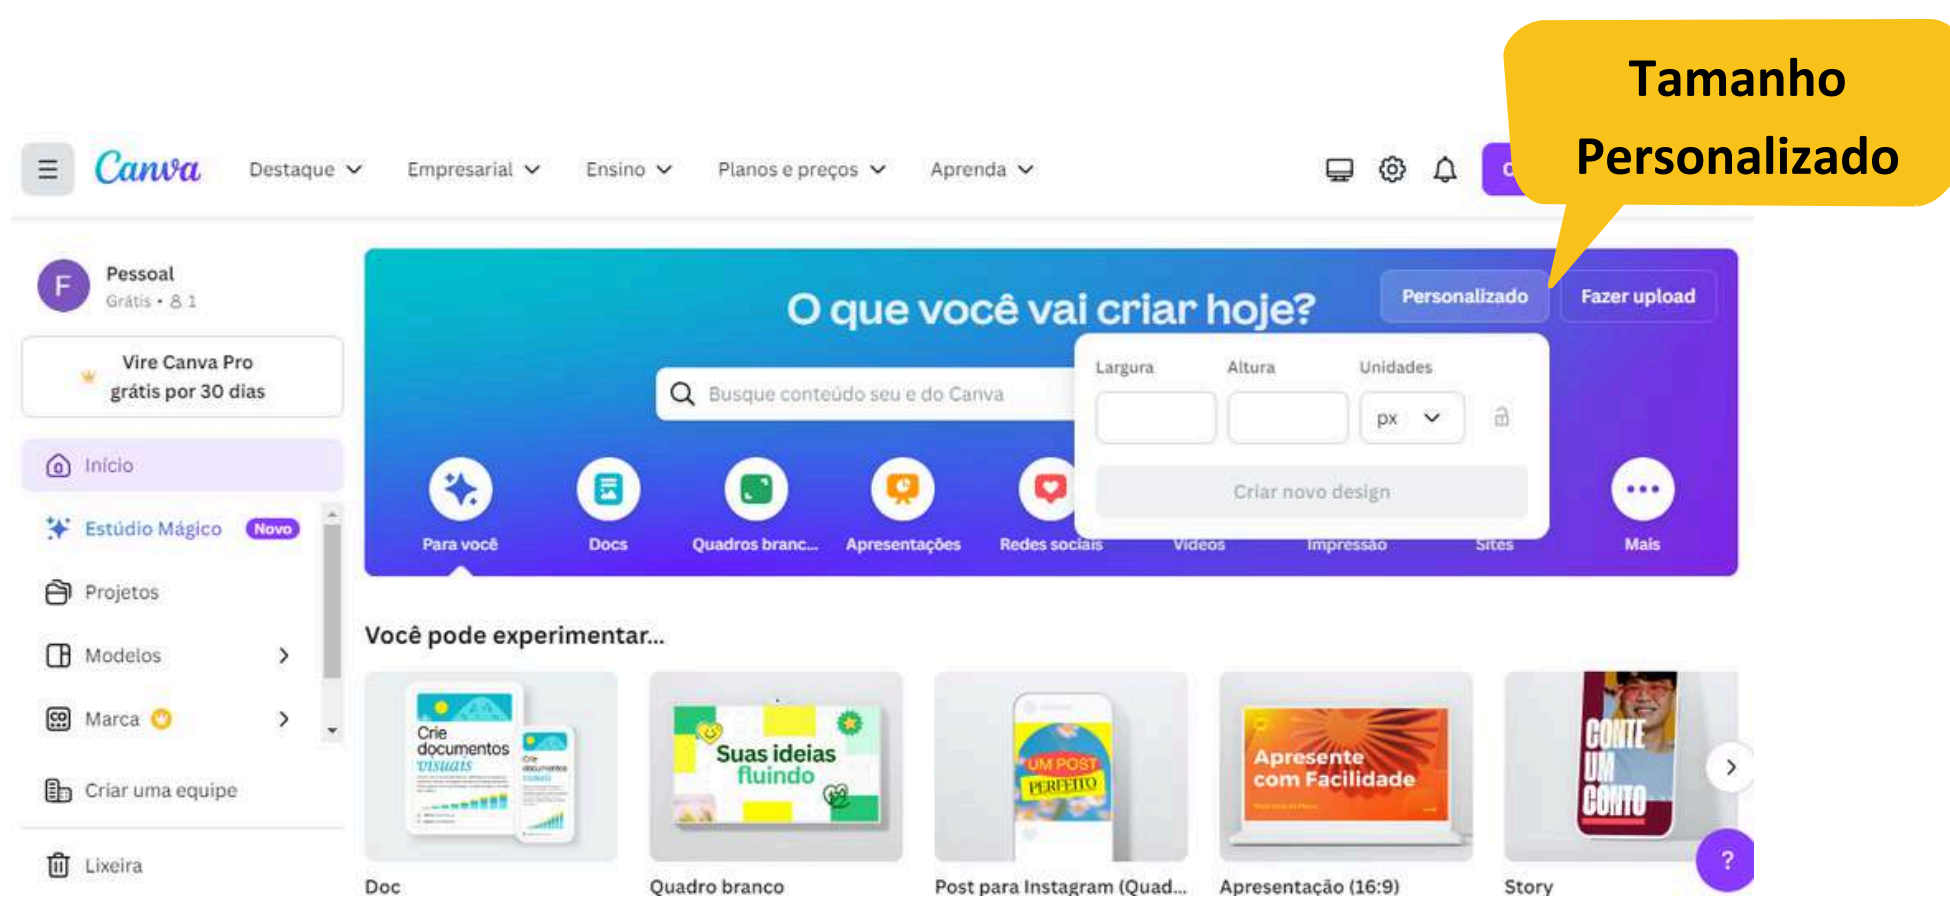 Tamanho
Personalizado
Canva
Destaque
Empresarial
Ensino
Planos e preços
Aprenda
F
Pessoal
Grátis • 1
Vire Canva Pro
grátis por 30 dias
Início
Estúdio Mágico Novo
Projetos
Modelos
Marca
Criar uma equipe
Lixeira
O que você vai criar hoje?
Personalizado
Fazer upload
Busque conteúdo seu e do Canva
Largura
Altura
Unidades
px
Criar novo design
Para você
Docs
Quadros branc...
Apresentações
Redes sociais
Vídeos
Impressão
Sites
Mais
Você pode experimentar...
Crie
documentos
visuais
Crie
documentos
visuais
Suas ideias
fluindo
UM POST
PERFEITO
Apresente
com Facilidade
CONTE
UM
CONTO
?
Doc
Quadro branco
Post para Instagram (Quad...
Apresentação (16:9)
Story